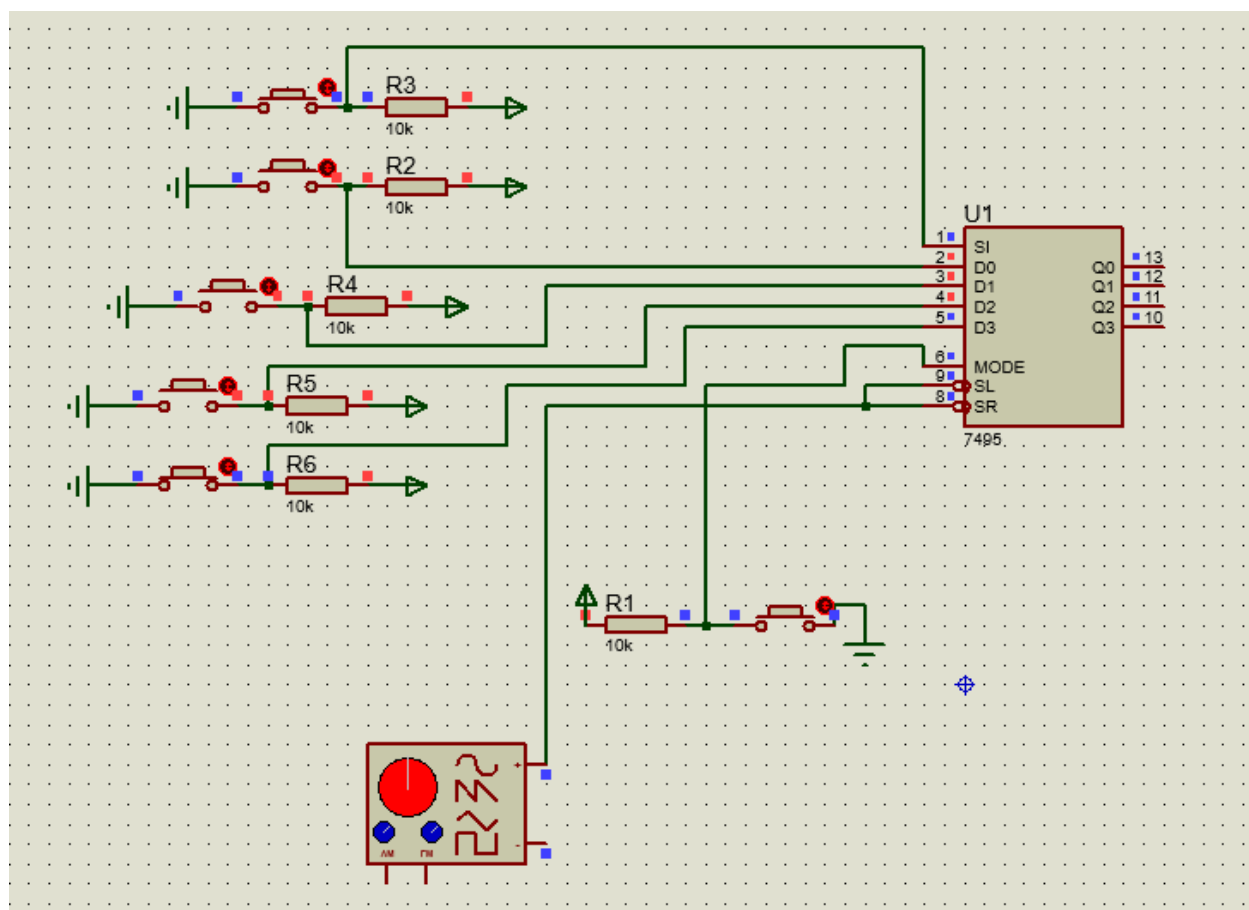 R3
10k
R2
10k
R4
10k
R5
10k
R6
10k
U1
1 SI
2 D0
3 D1
4 D2
5 D3
6 MODE
9 SL
8 SR
Q0 13
Q1 12
Q2 11
Q3 10
7495
R1
10k
+
-
AM FM